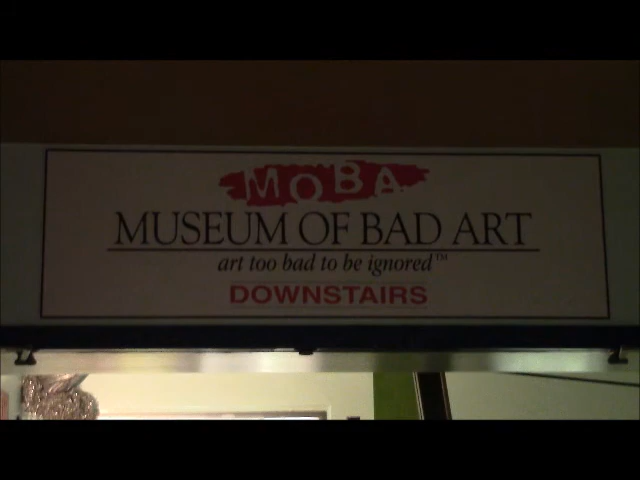 MOBA
MUSEUM OF BAD ART
art too bad to be ignored™
DOWNSTAIRS